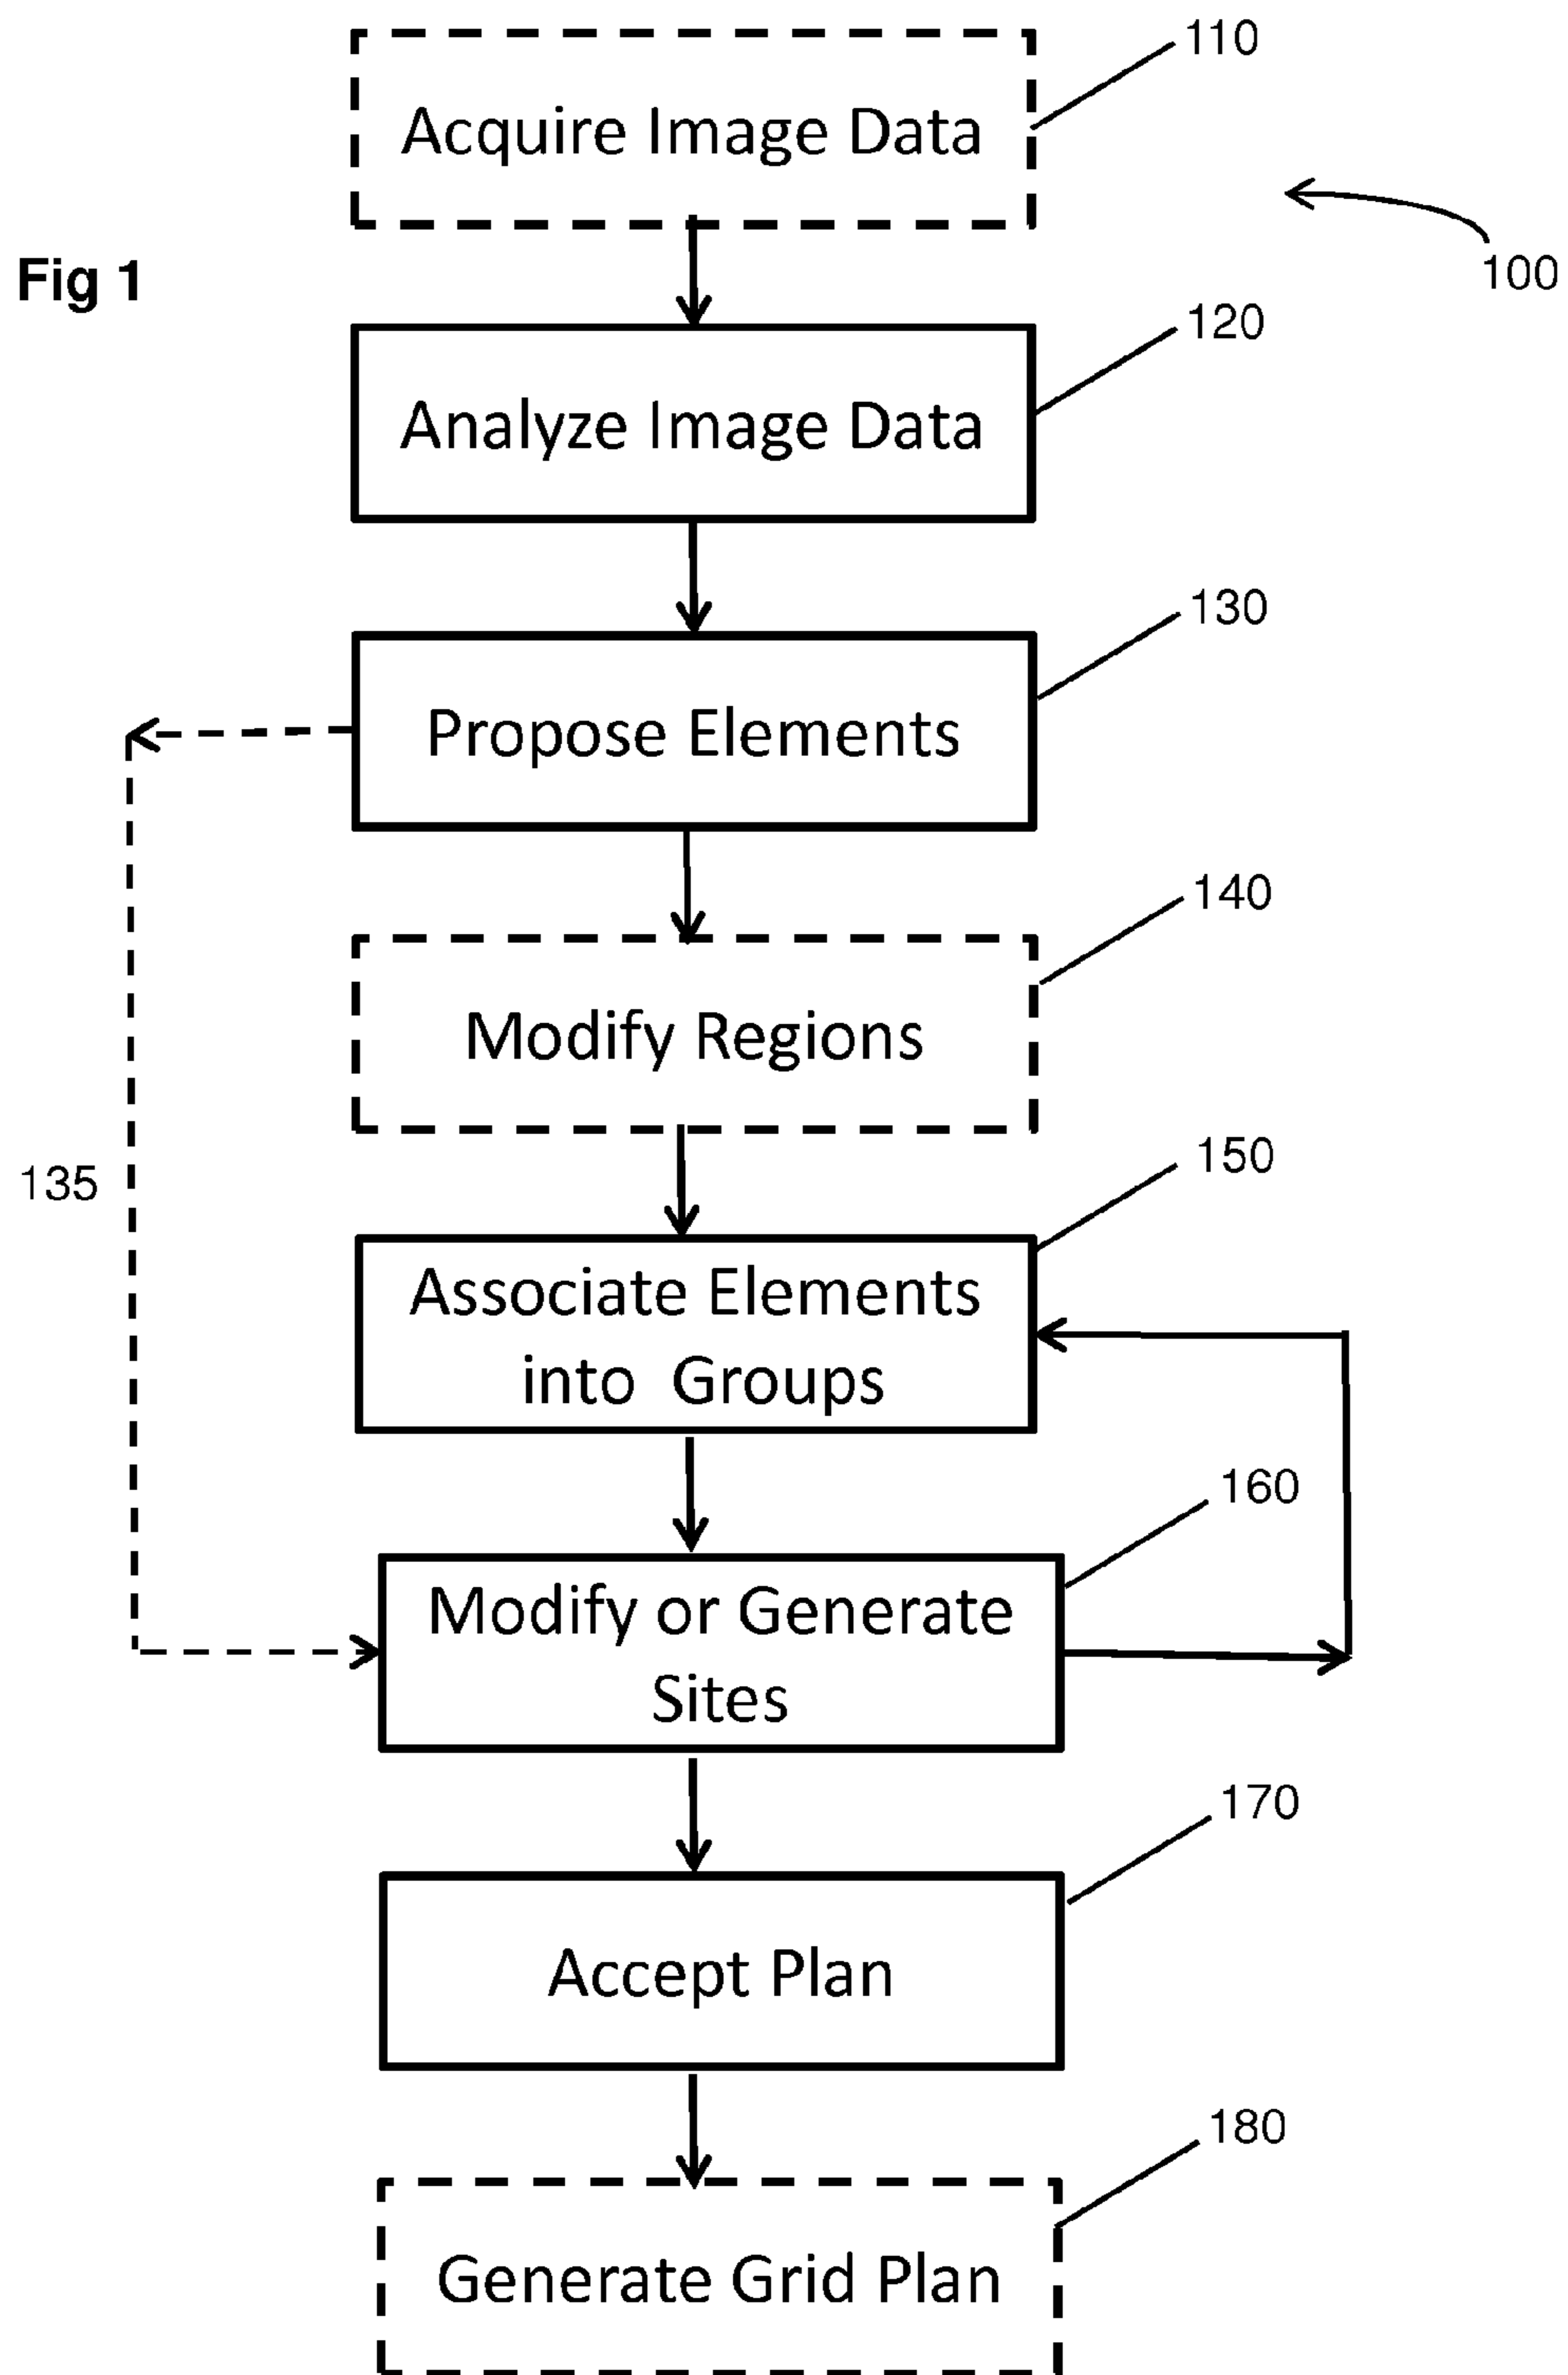 110
Acquire Image Data
100
Fig 1
120
Analyze Image Data
130
Propose Elements
140
Modify Regions
135
150
Associate Elements
into Groups
160
Modify or Generate
Sites
170
Accept Plan
180
Generate Grid Plan